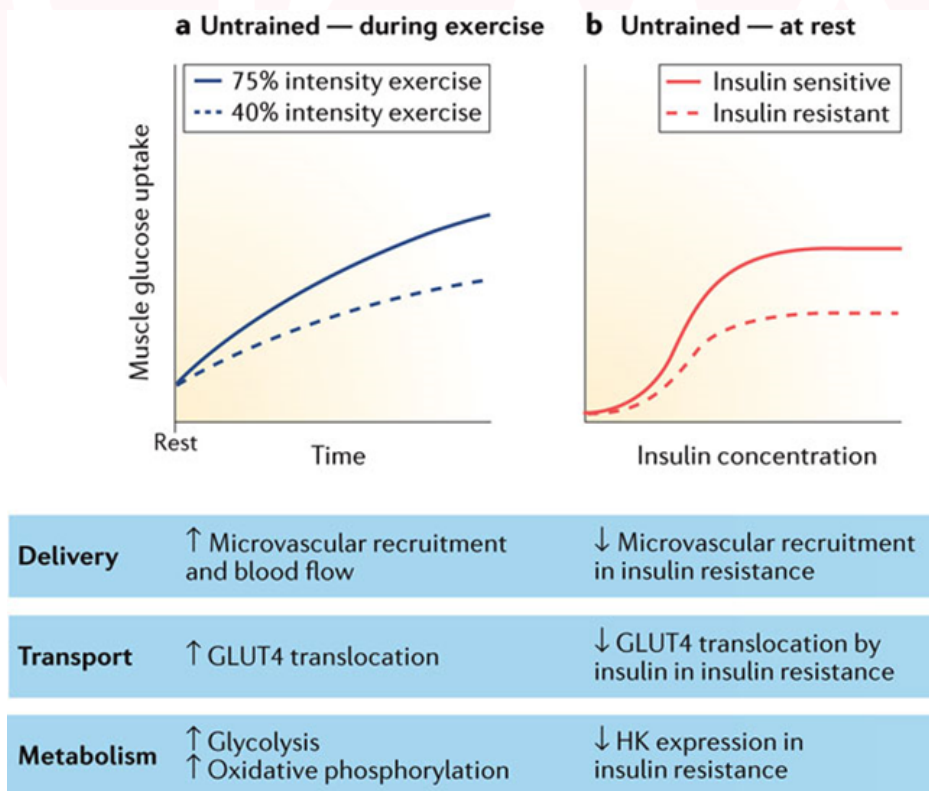 a Untrained — during exercise
75% intensity exercise
40% intensity exercise
Muscle glucose uptake
Rest
Time
b Untrained — at rest
Insulin sensitive
Insulin resistant
Insulin concentration
Delivery
↑ Microvascular recruitment
and blood flow
↓ Microvascular recruitment
in insulin resistance
Transport
↑ GLUT4 translocation
↓ GLUT4 translocation by
insulin in insulin resistance
Metabolism
↑ Glycolysis
↑ Oxidative phosphorylation
↓ HK expression in
insulin resistance